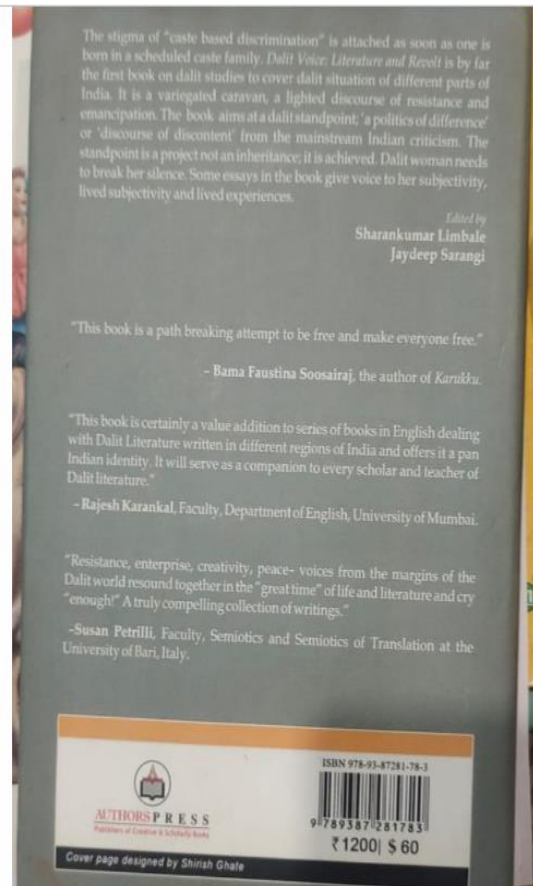 The stigma of "caste based discrimination" is attached as soon as one is
born in a scheduled caste family. Dalit Voice: Literature and Revolt is by far
the first book on dalit studies to cover dalit situation of different parts of
India. It is a variegated caravan, a lighted discourse of resistance and
emancipation. The book aims at a dalit standpoint; 'a politics of difference'
or 'discourse of discontent' from the mainstream Indian criticism. The
standpoint is a project not an inheritance; it is achieved. Dalit woman needs
to break her silence. Some essays in the book give voice to her subjectivity,
lived subjectivity and lived experiences.
Edited by
Sharankumar Limbale
Jaydeep Sarangi
"This book is a path breaking attempt to be free and make everyone free."
– Bama Faustina Soosairaj, the author of Karukku.
"This book is certainly a value addition to series of books in English dealing
with Dalit Literature written in different regions of India and offers it a pan
Indian identity. It will serve as a companion to every scholar and teacher of
Dalit literature."
– Rajesh Karankal, Faculty, Department of English, University of Mumbai.
"Resistance, enterprise, creativity, peace- voices from the margins of the
Dalit world resound together in the "great time" of life and literature and cry
"enough!" A truly compelling collection of writings."
–Susan Petrilli, Faculty, Semiotics and Semiotics of Translation at the
University of Bari, Italy.
AUTHORSPRESS
Publishers of Creative & Scholarly Books
ISBN 978-93-87281-78-3
9 789387 281783
₹ 1200| $ 60
Cover page designed by Shirish Ghate